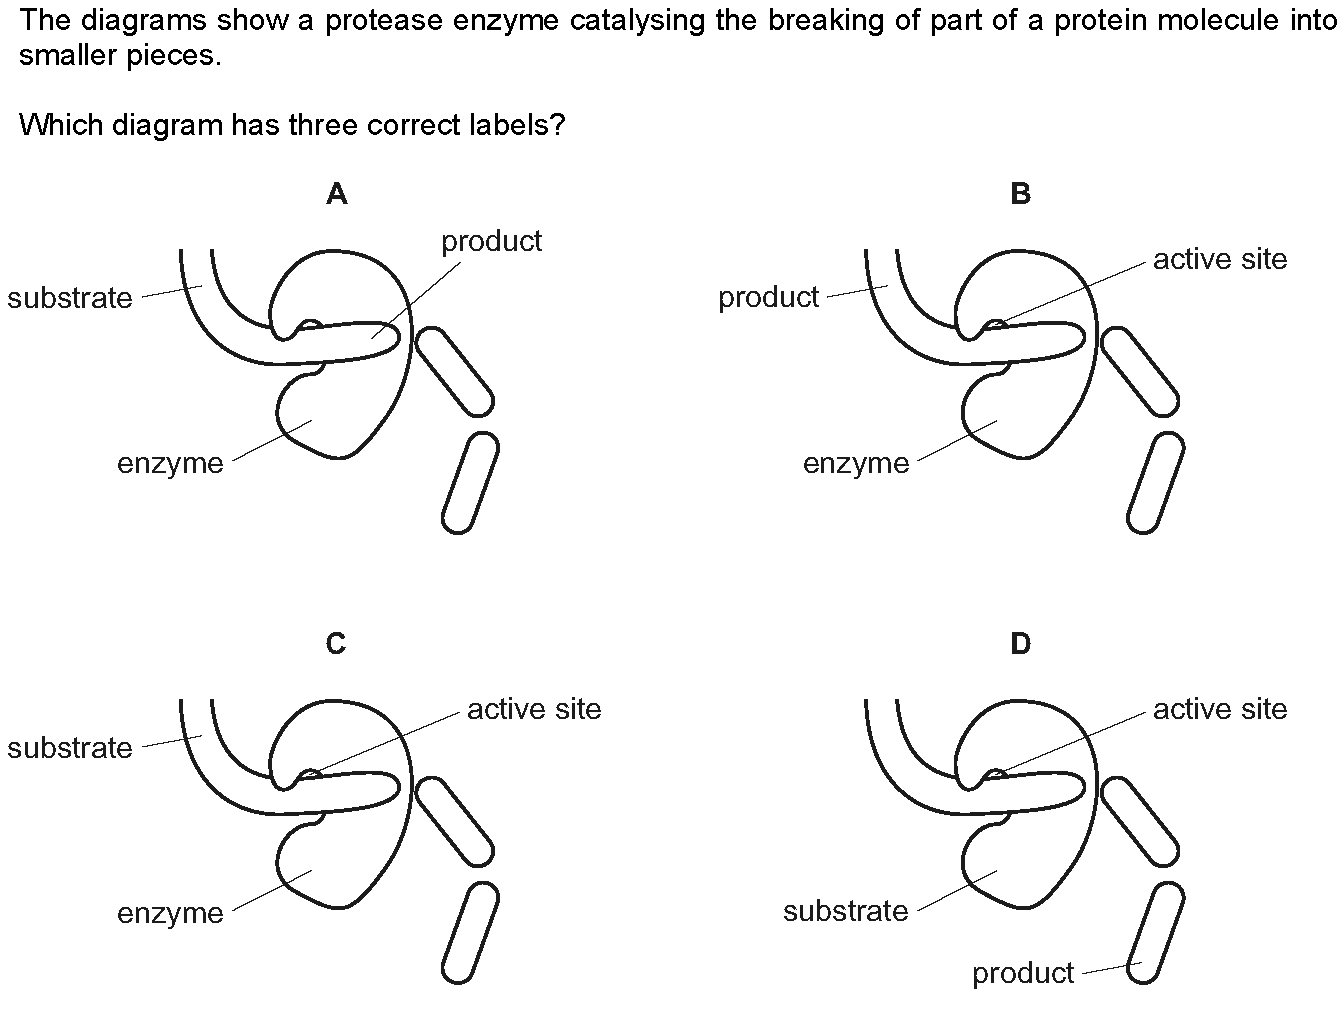 The diagrams show a protease enzyme catalysing the breaking of part of a protein molecule into
smaller pieces.
Which diagram has three correct labels?
A
product
substrate
enzyme
B
active site
product
enzyme
C
active site
substrate
enzyme
D
active site
substrate
product